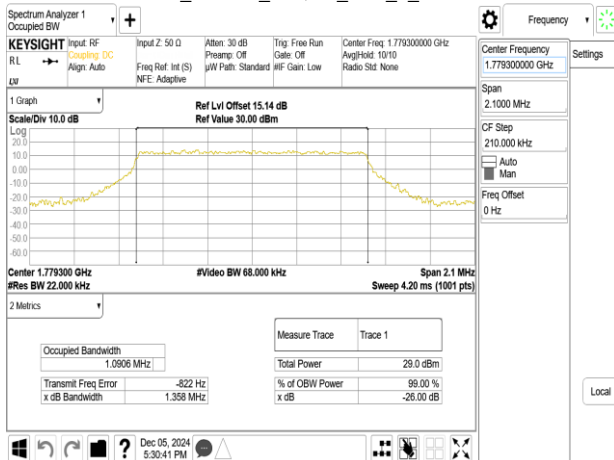 Spectrum Analyzer 1
Occupied BW
Frequency
KEYSIGHT
RL
Input: RF
Coupling: DC
Align: Auto
Input Z: 50 Ω
Freq Ref: Int (S)
NFE: Adaptive
Atten: 30 dB
Preamp: Off
µW Path: Standard
Trig: Free Run
Gate: Off
#IF Gain: Low
Center Freq: 1.779300000 GHz
Avg|Hold: 10/10
Radio Std: None
Center Frequency
1.779300000 GHz
Settings
Span
2.1000 MHz
CF Step
210.000 kHz
Auto
Man
Freq Offset
0 Hz
Local
1 Graph
Scale/Div 10.0 dB
Ref Lvl Offset 15.14 dB
Ref Value 30.00 dBm
Log
20.0
10.0
0.00
-10.0
-20.0
-30.0
-40.0
-50.0
-60.0
Center 1.779300 GHz
#Res BW 22.000 kHz
#Video BW 68.000 kHz
Span 2.1 MHz
Sweep 4.20 ms (1001 pts)
2 Metrics
Measure Trace
Trace 1
Occupied Bandwidth
1.0906 MHz
Total Power
29.0 dBm
Transmit Freq Error
-822 Hz
% of OBW Power
99.00 %
x dB Bandwidth
1.358 MHz
x dB
-26.00 dB
?
Dec 05, 2024
5:30:41 PM